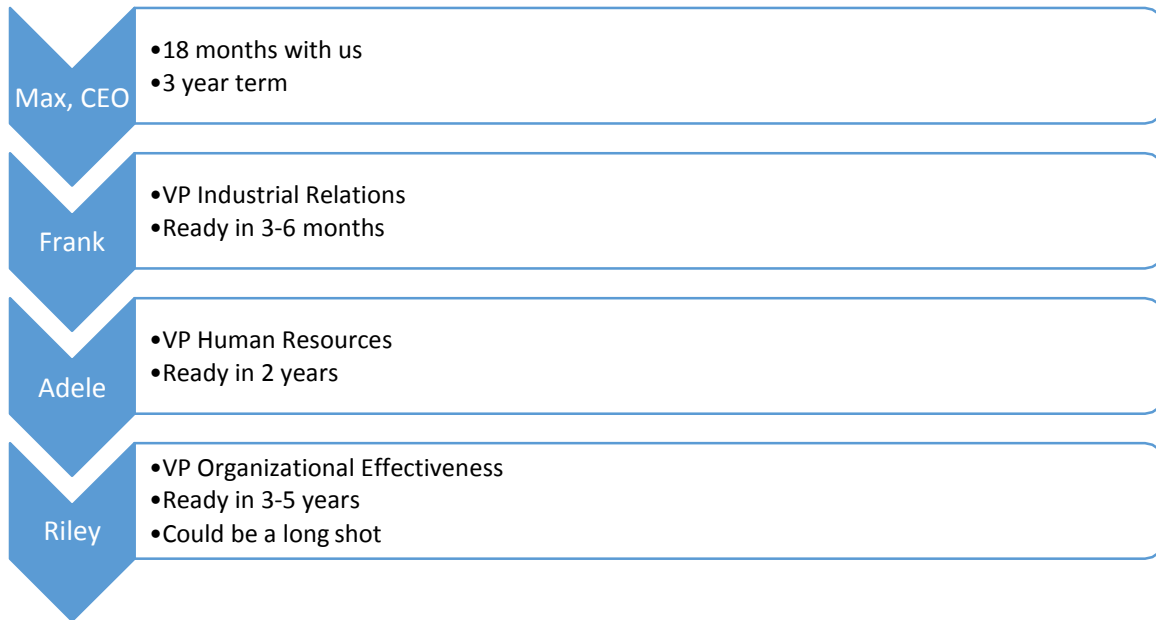 Max, CEO
•18 months with us
•3 year term
Frank
•VP Industrial Relations
•Ready in 3-6 months
Adele
•VP Human Resources
•Ready in 2 years
Riley
•VP Organizational Effectiveness
•Ready in 3-5 years
•Could be a long shot